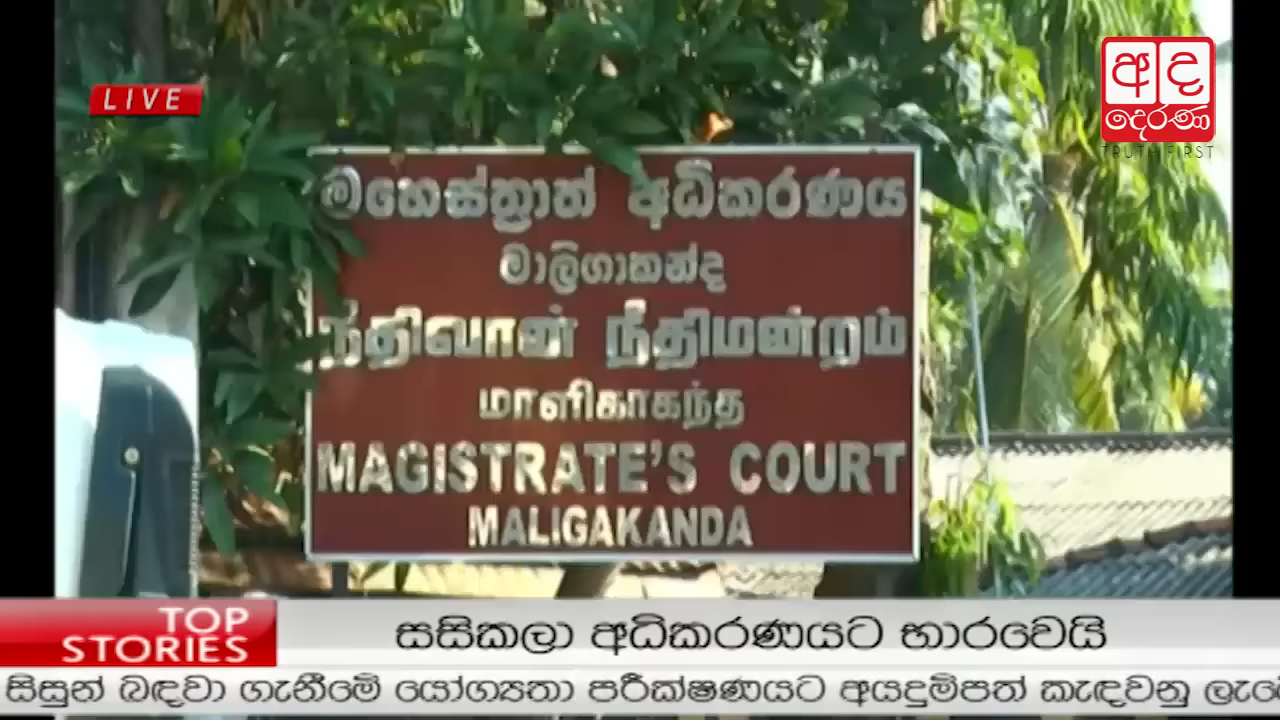 LIVE
අද
දෙරණ
TRUTH FIRST
මහෙස්ත්‍රාත් අධිකරණය
මාලිගාකන්ද
நீதிவான் நீதிமன்றம்
மாளிகாகந்த
MAGISTRATE'S COURT
MALIGAKANDA
TOP
STORIES
සසිකලා අධිකරණයට භාරවෙයි
සිසුන් බඳවා ගැනීමේ යෝග්‍යතා පරීක්ෂණයට අයදුම්පත් කැඳවනු